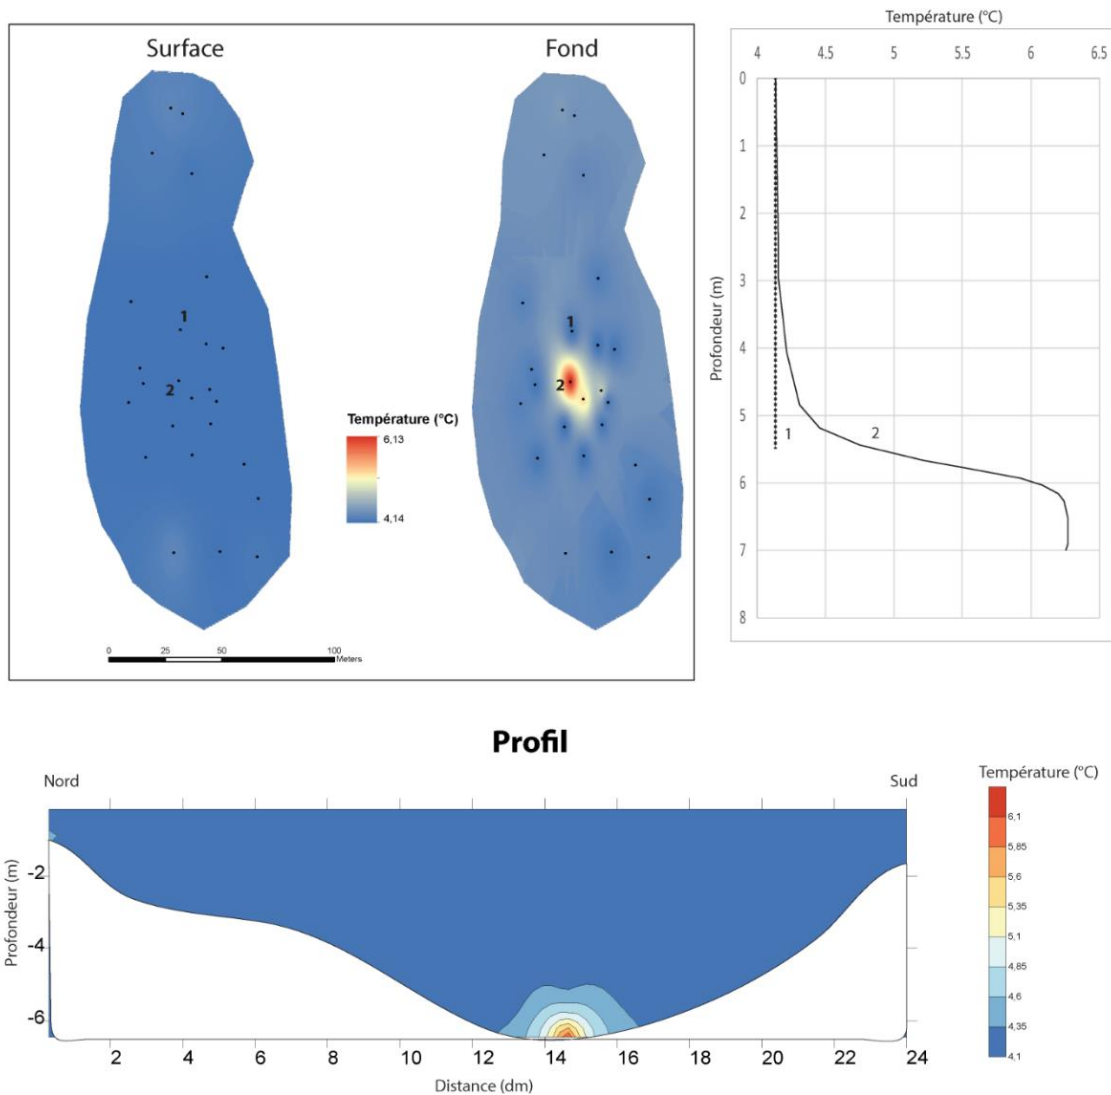 Surface
Fond
1
2
1
2
Température (°C)
6,13
4,14
0 25 50 100
Meters
Température (°C)
4 4.5 5 5.5 6 6.5
0
1
2
3
4
5
6
7
8
Profondeur (m)
1 2
Profil
Nord
Sud
Profondeur (m)
-2
-4
-6
2 4 6 8 10 12 14 16 18 20 22 24
Distance (dm)
Température (°C)
6,1
5,85
5,6
5,35
5,1
4,85
4,6
4,35
4,1